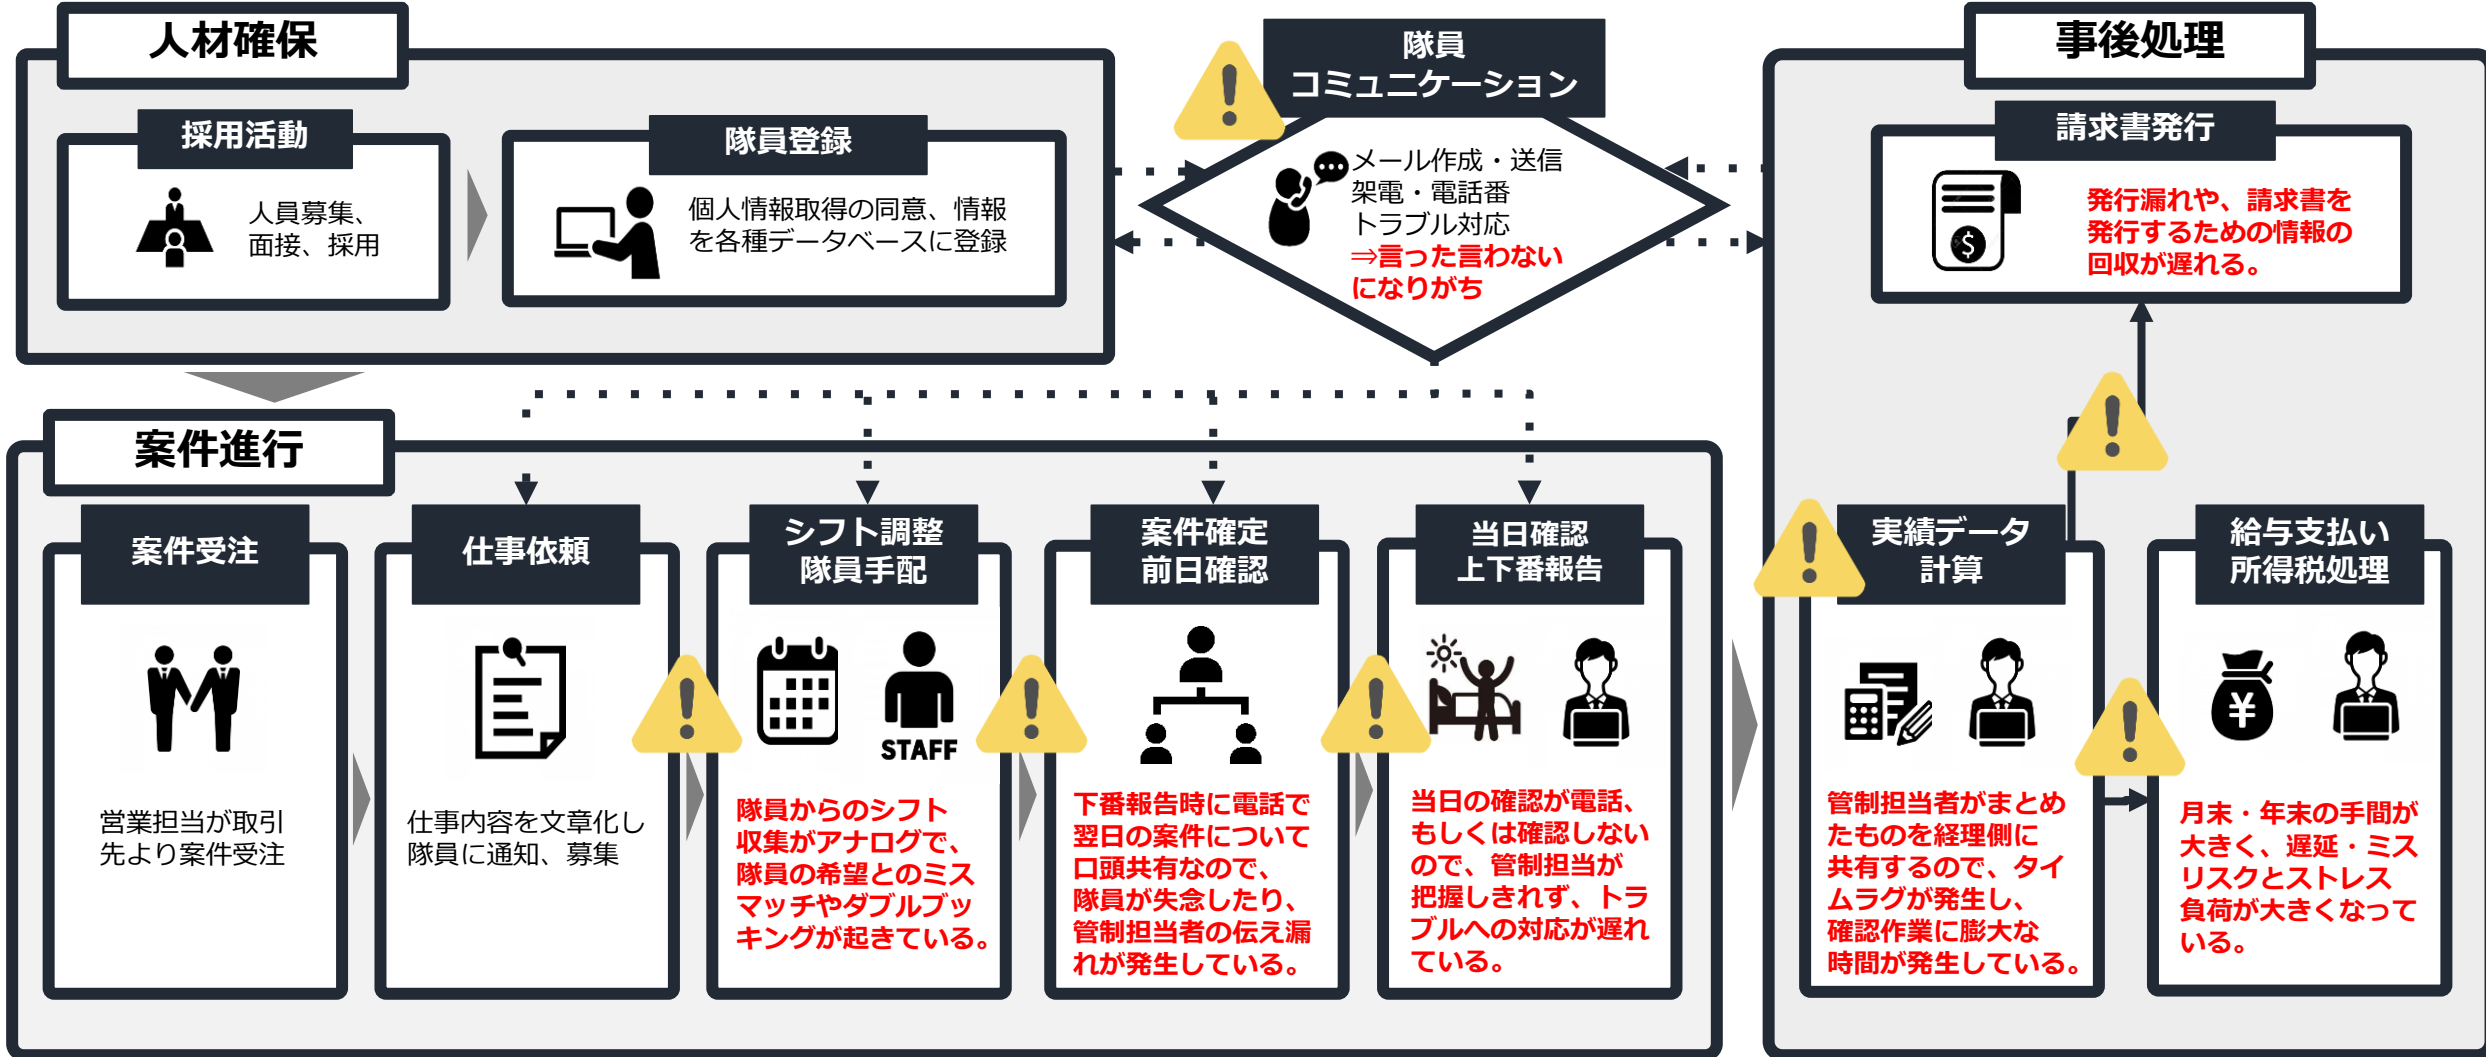 人材確保
採用活動
人員募集、
面接、採用
隊員登録
個人情報取得の同意、情報
を各種データベースに登録
隊員
コミュニケーション
メール作成・送信
架電・電話番
トラブル対応
⇒言った言わない
になりがち
事後処理
請求書発行
$
発行漏れや、請求書を
発行するための情報の
回収が遅れる。
案件進行
案件受注
営業担当が取引
先より案件受注
仕事依頼
仕事内容を文章化し
隊員に通知、募集
シフト調整
隊員手配
STAFF
隊員からのシフト
収集がアナログで、
隊員の希望とのミス
マッチやダブルブッ
キングが起きている。
案件確定
前日確認
下番報告時に電話で
翌日の案件について
口頭共有なので、
隊員が失念したり、
管制担当者の伝え漏
れが発生している。
当日確認
上下番報告
当日の確認が電話、
もしくは確認しない
ので、管制担当が
把握しきれず、トラ
ブルへの対応が遅れ
ている。
実績データ
計算
管制担当者がまとめ
たものを経理側に
共有するので、タイ
ムラグが発生し、
確認作業に膨大な
時間が発生している。
給与支払い
所得税処理
¥
月末・年末の手間が
大きく、遅延・ミス
リスクとストレス
負荷が大きくなって
いる。